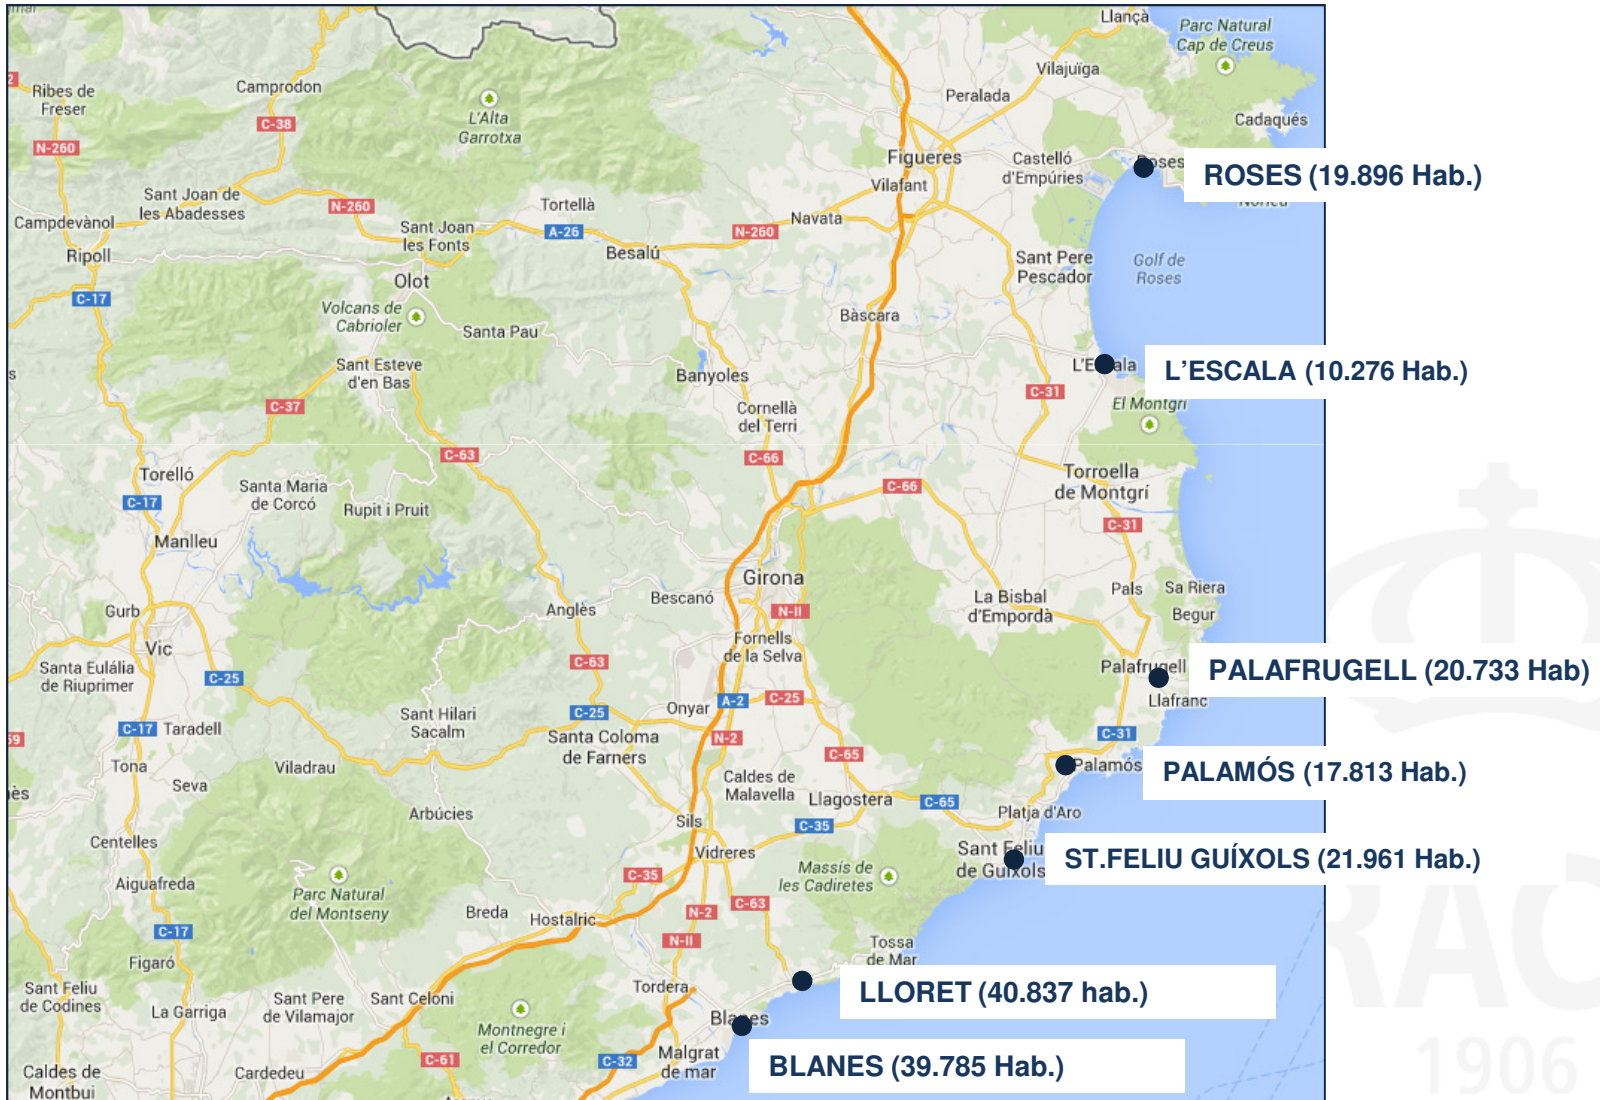 mar
Llançà
Parc Natural
Cap de Creus
Vilajuïga
Ribes de
Freser
Camprodon
Peralada
L'Alta
Garrotxa
Cadaqués
C-38
N-260
Figueres
Castelló
d'Empúries
Roses
ROSES (19.896 Hab.)
Vilafant
Sant Joan de
les Abadesses
N-260
Tortellà
Navata
Campdevànol
Sant Joan
les Fonts
A-26
N-260
Ripoll
Besalú
Sant Pere
Pescador
Golf de
Roses
Olot
C-17
Volcans de
Cabrioler
Santa Pau
Bàscara
Sant Esteve
d'en Bas
Banyoles
L'ESCALA (10.276 Hab.)
C-31
C-37
Cornellà
del Terri
El Montgrí
C-63
C-66
Torelló
Torroella
de Montgrí
Santa Maria
de Corcó
C-66
C-17
Rupit i Pruit
C-31
Manlleu
Girona
Bescanó
La Bisbal
d'Empordà
Pals
Sa Riera
Begur
Gurb
Anglès
N-II
Vic
Fornells
de la Selva
Santa Eulàlia
de Riuprimer
C-25
C-63
Palafrugell
PALAFRUGELL (20.733 Hab)
Llafranc
A-2
C-25
Onyar
C-17
Taradell
Sant Hilari
Sacalm
C-25
Santa Coloma
de Farners
N-2
C-31
59
C-65
Tona
Viladrau
Palamós
PALAMÓS (17.813 Hab.)
Seva
Caldes de
Malavella
Llagostera
C-65
Platja d'Aro
ès
Arbúcies
Sils
C-35
Centelles
Vidreres
Sant Feliu
de Guíxols
ST.FELIU GUÍXOLS (21.961 Hab.)
Aiguafreda
Parc Natural
del Montseny
C-35
Massís de
les Cadiretes
Breda
Hostalric
N-2
C-63
C-17
N-II
Tossa
de Mar
Figaró
RAC
Sant Feliu
de Codines
La Garriga
Sant Pere
de Vilamajor
Sant Celoni
Tordera
LLORET (40.837 hab.)
Montnegre i
el Corredor
Blanes
C-61
C-32
Malgrat
de mar
BLANES (39.785 Hab.)
Caldes de
Montbui
Cardedeu
1906